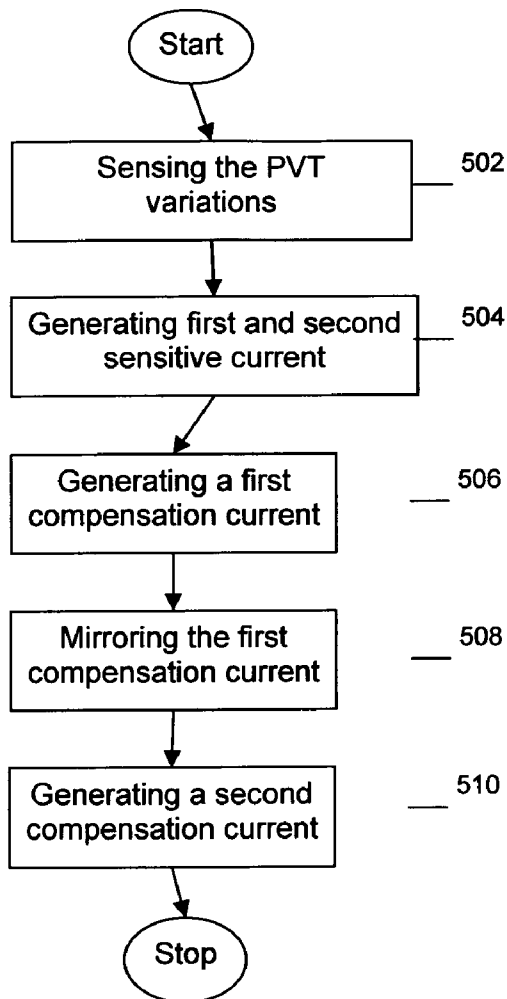 Start
Sensing the PVT
variations
502
Generating first and second
sensitive current
504
Generating a first
compensation current
506
Mirroring the first
compensation current
508
Generating a second
compensation current
510
Stop